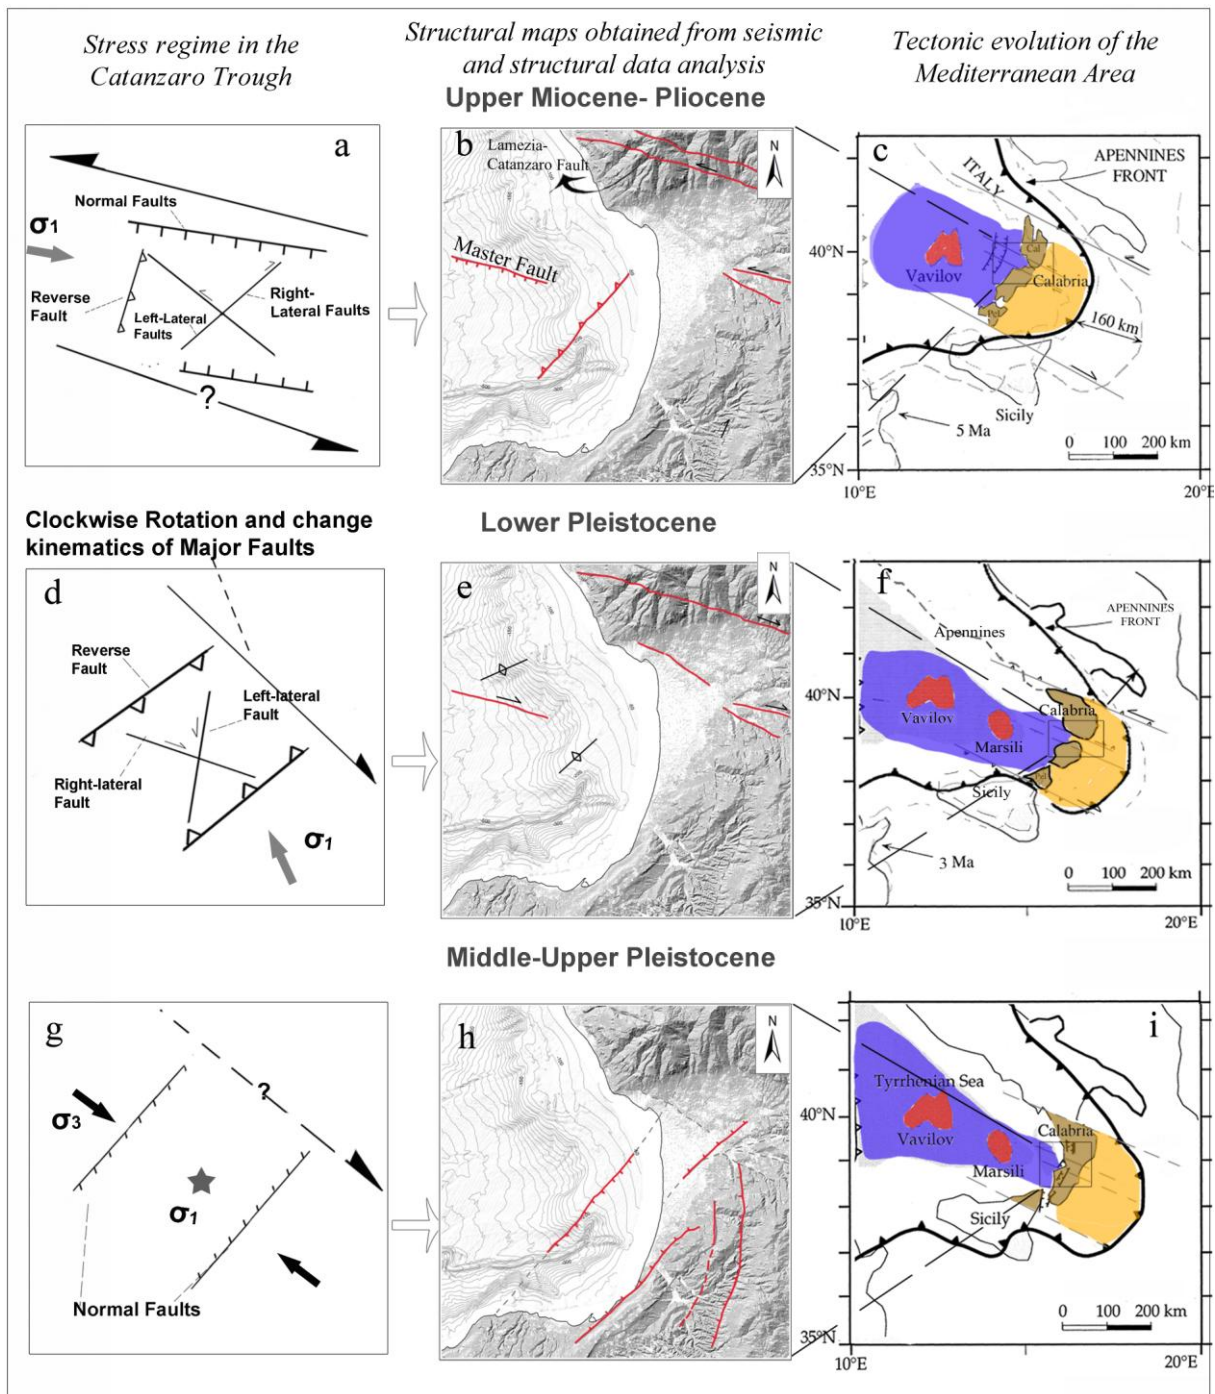 Stress regime in the
Catanzaro Trough
Structural maps obtained from seismic
and structural data analysis
Tectonic evolution of the
Mediterranean Area
Upper Miocene- Pliocene
a
Normal Faults
σ1
Reverse
Fault
Left-Lateral
Faults
Right-
Lateral Faults
?
b
Lamezia-
Catanzaro Fault
N
Master Fault
c
ITALY
APENNINES
FRONT
40°N
Vavilov
Cal
Calabria
Pel
160 km
Sicily
5 Ma
0 100 200 km
35°N
10°E
20°E
Clockwise Rotation and change
kinematics of Major Faults
Lower Pleistocene
d
Reverse
Fault
Left-lateral
Fault
Right-lateral
Fault
σ1
e
N
f
APENNINES
FRONT
Apennines
40°N
Calabria
Vavilov
Marsili
Pel
Sicily
3 Ma
0 100 200 km
35°N
10°E
20°E
Middle-Upper Pleistocene
g
?
σ3
σ1
Normal Faults
h
N
i
Tyrrhenian Sea
40°N
Calabria
Vavilov
Marsili
Sicily
0 100 200 km
35°N
10°E
20°E